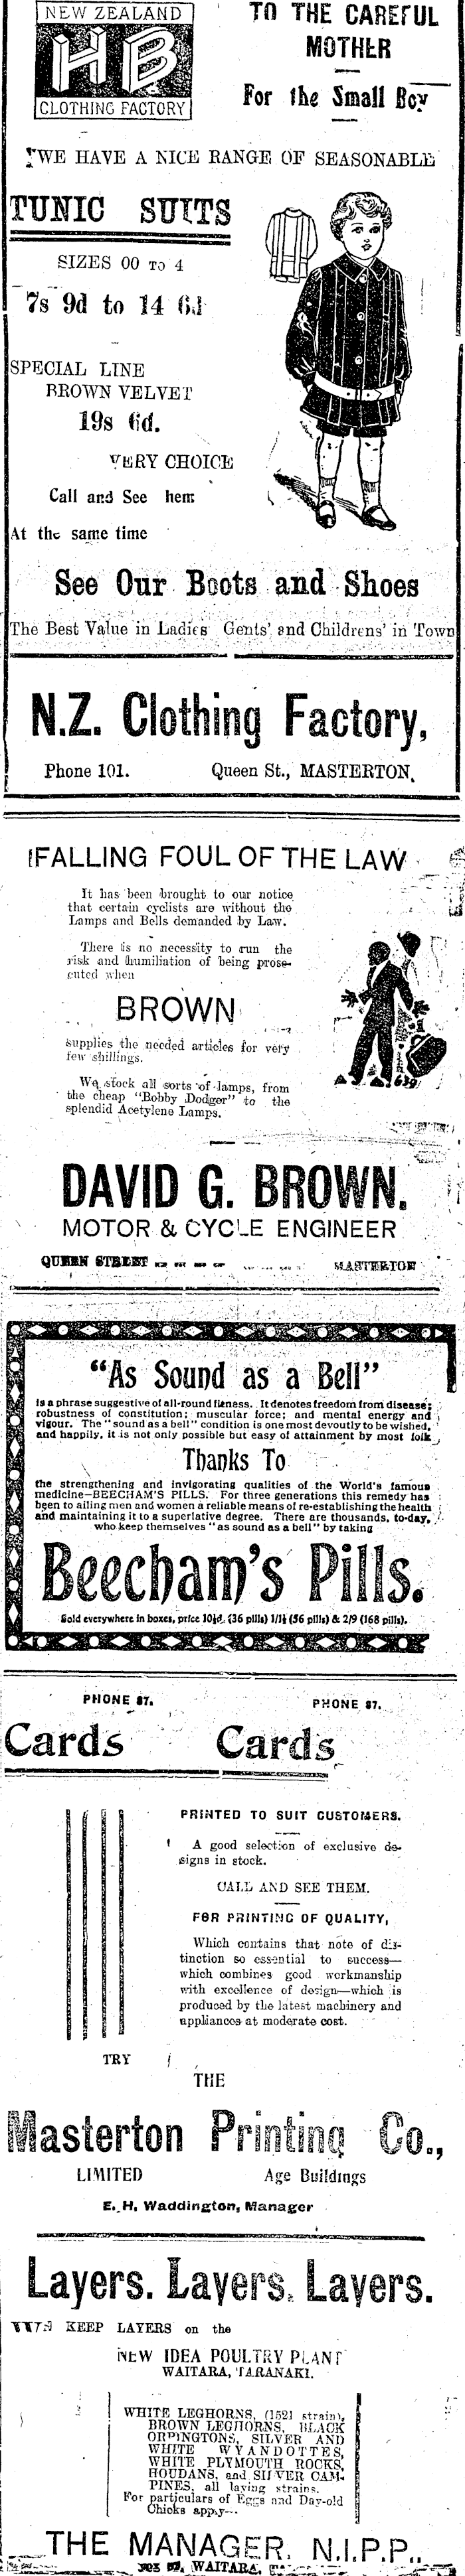 NEW ZEALAND
HB
CLOTHING FACTORY
TO THE CAREFUL
MOTHER
For the Small Boy
WE HAVE A NICE RANGE OF SEASONABLE
TUNIC SUITS
SIZES 00 TO 4
7s 9d to 14 6d
SPECIAL LINE
BROWN VELVET
19s 6d.
VERY CHOICE
Call and See hem
At the same time
See Our Boots and Shoes
The Best Value in Ladies Gents' and Childrens' in Town
N.Z. Clothing Factory,
Phone 101. Queen St., MASTERTON.
FALLING FOUL OF THE LAW
It has been brought to our notice
that certain cyclists are without the
Lamps and Bells demanded by Law.
There is no necessity to run the
risk and humiliation of being prose-
cuted when
BROWN
supplies the needed articles for very
few shillings.
We stock all sorts of lamps, from
the cheap "Bobby Dodger" to the
splendid Acetylene Lamps.
DAVID G. BROWN.
MOTOR & CYCLE ENGINEER
QUEEN STREET MASTERTON
"As Sound as a Bell"
is a phrase suggestive of all-round fitness. It denotes freedom from disease;
robustness of constitution; muscular force; and mental energy and
vigour. The "sound as a bell" condition is one most devoutly to be wished,
and happily, it is not only possible but easy of attainment by most folk
Thanks To
the strengthening and invigorating qualities of the World's famous
medicine—BEECHAM'S PILLS. For three generations this remedy has
been to ailing men and women a reliable means of re-establishing the health
and maintaining it to a superlative degree. There are thousands, to-day,
who keep themselves "as sound as a bell" by taking
Beecham's Pills.
Sold everywhere in boxes, price 10½d. (36 pills) 1/1½ (56 pills) & 2/9 (168 pills).
PHONE 87. PHONE 87.
Cards Cards
PRINTED TO SUIT CUSTOMERS.
A good selection of exclusive de-
signs in stock.
CALL AND SEE THEM.
FOR PRINTING OF QUALITY,
Which contains that note of dis-
tinction so essential to success—
which combines good workmanship
with excellence of design—which is
produced by the latest machinery and
appliances at moderate cost.
TRY
THE
Masterton Printing Co.,
LIMITED Age Buildings
E. H. Waddington, Manager
Layers. Layers. Layers.
KEEP LAYERS on the
NEW IDEA POULTRY PLANT
WAITARA, TARANAKI.
WHITE LEGHORNS, (1521 strain),
BROWN LEGHORNS, BLACK
ORPINGTONS, SILVER AND
WHITE WYANDOTTES,
WHITE PLYMOUTH ROCKS,
HOUDANS, and SILVER CAM-
PINES, all laying strains.
For particulars of Eggs and Day-old
Chicks apply—
THE MANAGER, N.I.P.P.,
WAITARA.